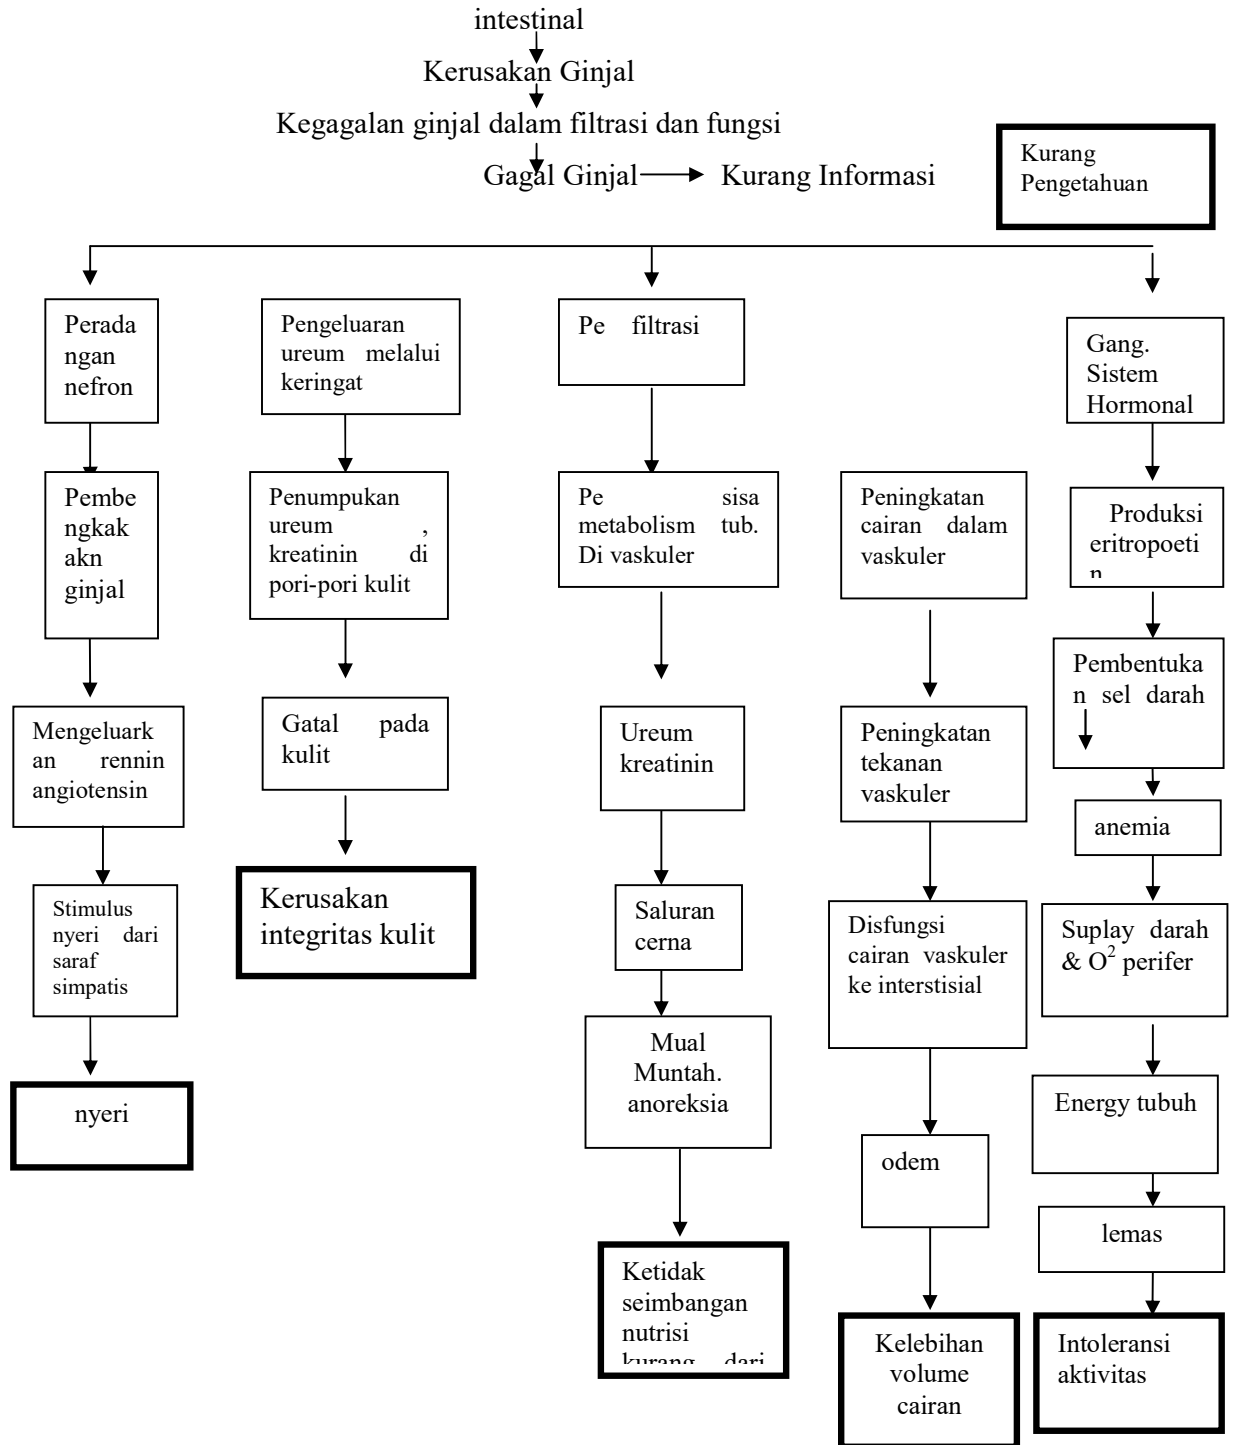 intestinal
Kerusakan Ginjal
Kegagalan ginjal dalam filtrasi dan fungsi
Gagal Ginjal
Kurang Informasi
Kurang
Pengetahuan
Perada
ngan
nefron
Pembe
ngkak
akn
ginjal
Mengeluark
an rennin
angiotensin
Stimulus
nyeri dari
saraf
simpatis
nyeri
Pengeluaran
ureum melalui
keringat
Penumpukan
ureum ,
kreatinin di
pori-pori kulit
Gatal pada
kulit
Kerusakan
integritas kulit
Pe filtrasi
Pe sisa
metabolism tub.
Di vaskuler
Ureum
kreatinin
Saluran
cerna
Mual
Muntah.
anoreksia
Ketidak
seimbangan
nutrisi
kurang dari
Peningkatan
cairan dalam
vaskuler
Peningkatan
tekanan
vaskuler
Disfungsi
cairan vaskuler
ke interstisial
odem
Kelebihan
volume
cairan
Gang.
Sistem
Hormonal
Produksi
eritropoeti
n
Pembentuka
n sel darah
anemia
Suplay darah
& O² perifer
Energy tubuh
lemas
Intoleransi
aktivitas